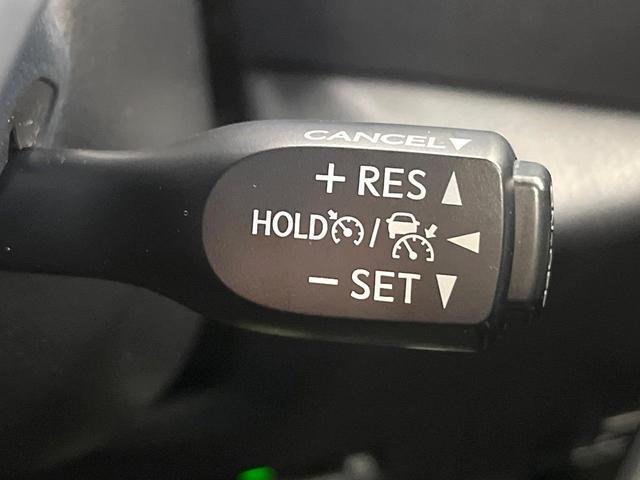 CANCEL▼
+ RES ▲
HOLD / ◀
− SET ▼